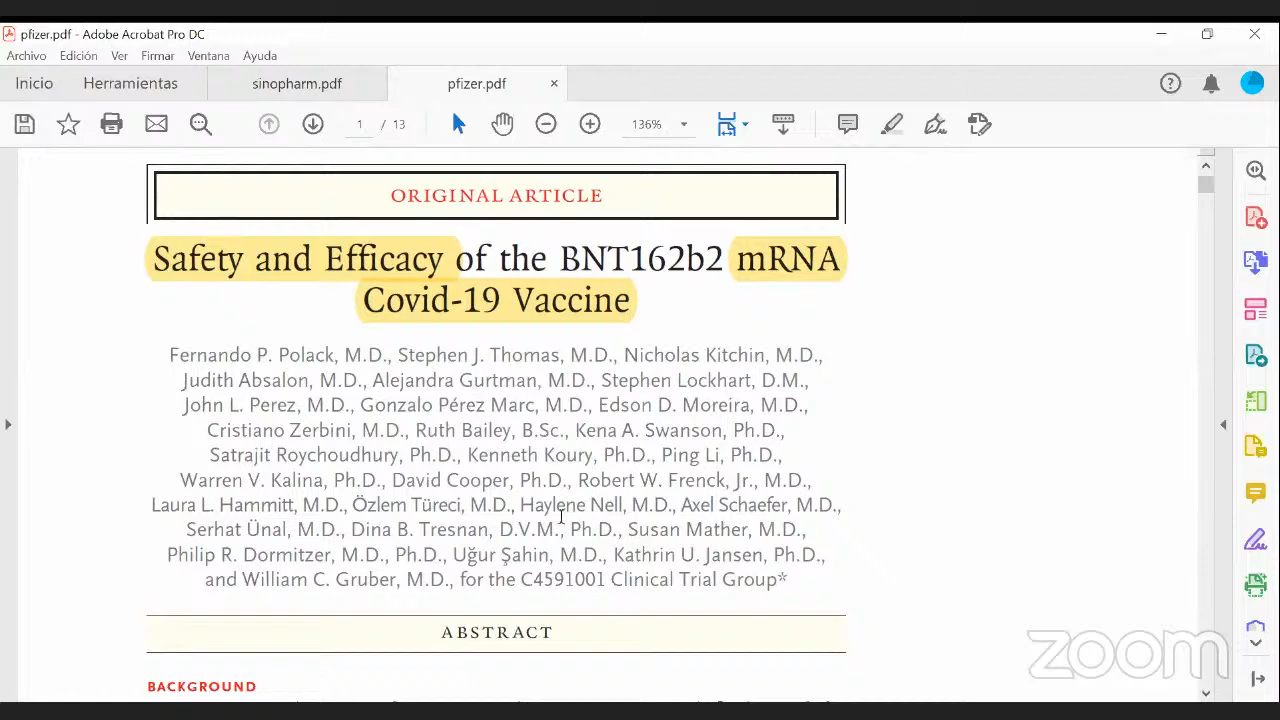 pfizer.pdf - Adobe Acrobat Pro DC
Archivo Edición Ver Firmar Ventana Ayuda
Inicio Herramientas sinopharm.pdf pfizer.pdf
1 / 13 136%
ORIGINAL ARTICLE
Safety and Efficacy of the BNT162b2 mRNA
Covid-19 Vaccine
Fernando P. Polack, M.D., Stephen J. Thomas, M.D., Nicholas Kitchin, M.D.,
Judith Absalon, M.D., Alejandra Gurtman, M.D., Stephen Lockhart, D.M.,
John L. Perez, M.D., Gonzalo Pérez Marc, M.D., Edson D. Moreira, M.D.,
Cristiano Zerbini, M.D., Ruth Bailey, B.Sc., Kena A. Swanson, Ph.D.,
Satrajit Roychoudhury, Ph.D., Kenneth Koury, Ph.D., Ping Li, Ph.D.,
Warren V. Kalina, Ph.D., David Cooper, Ph.D., Robert W. Frenck, Jr., M.D.,
Laura L. Hammitt, M.D., Özlem Türeci, M.D., Haylene Nell, M.D., Axel Schaefer, M.D.,
Serhat Ünal, M.D., Dina B. Tresnan, D.V.M., Ph.D., Susan Mather, M.D.,
Philip R. Dormitzer, M.D., Ph.D., Uğur Şahin, M.D., Kathrin U. Jansen, Ph.D.,
and William C. Gruber, M.D., for the C4591001 Clinical Trial Group*
ABSTRACT
zoom
BACKGROUND